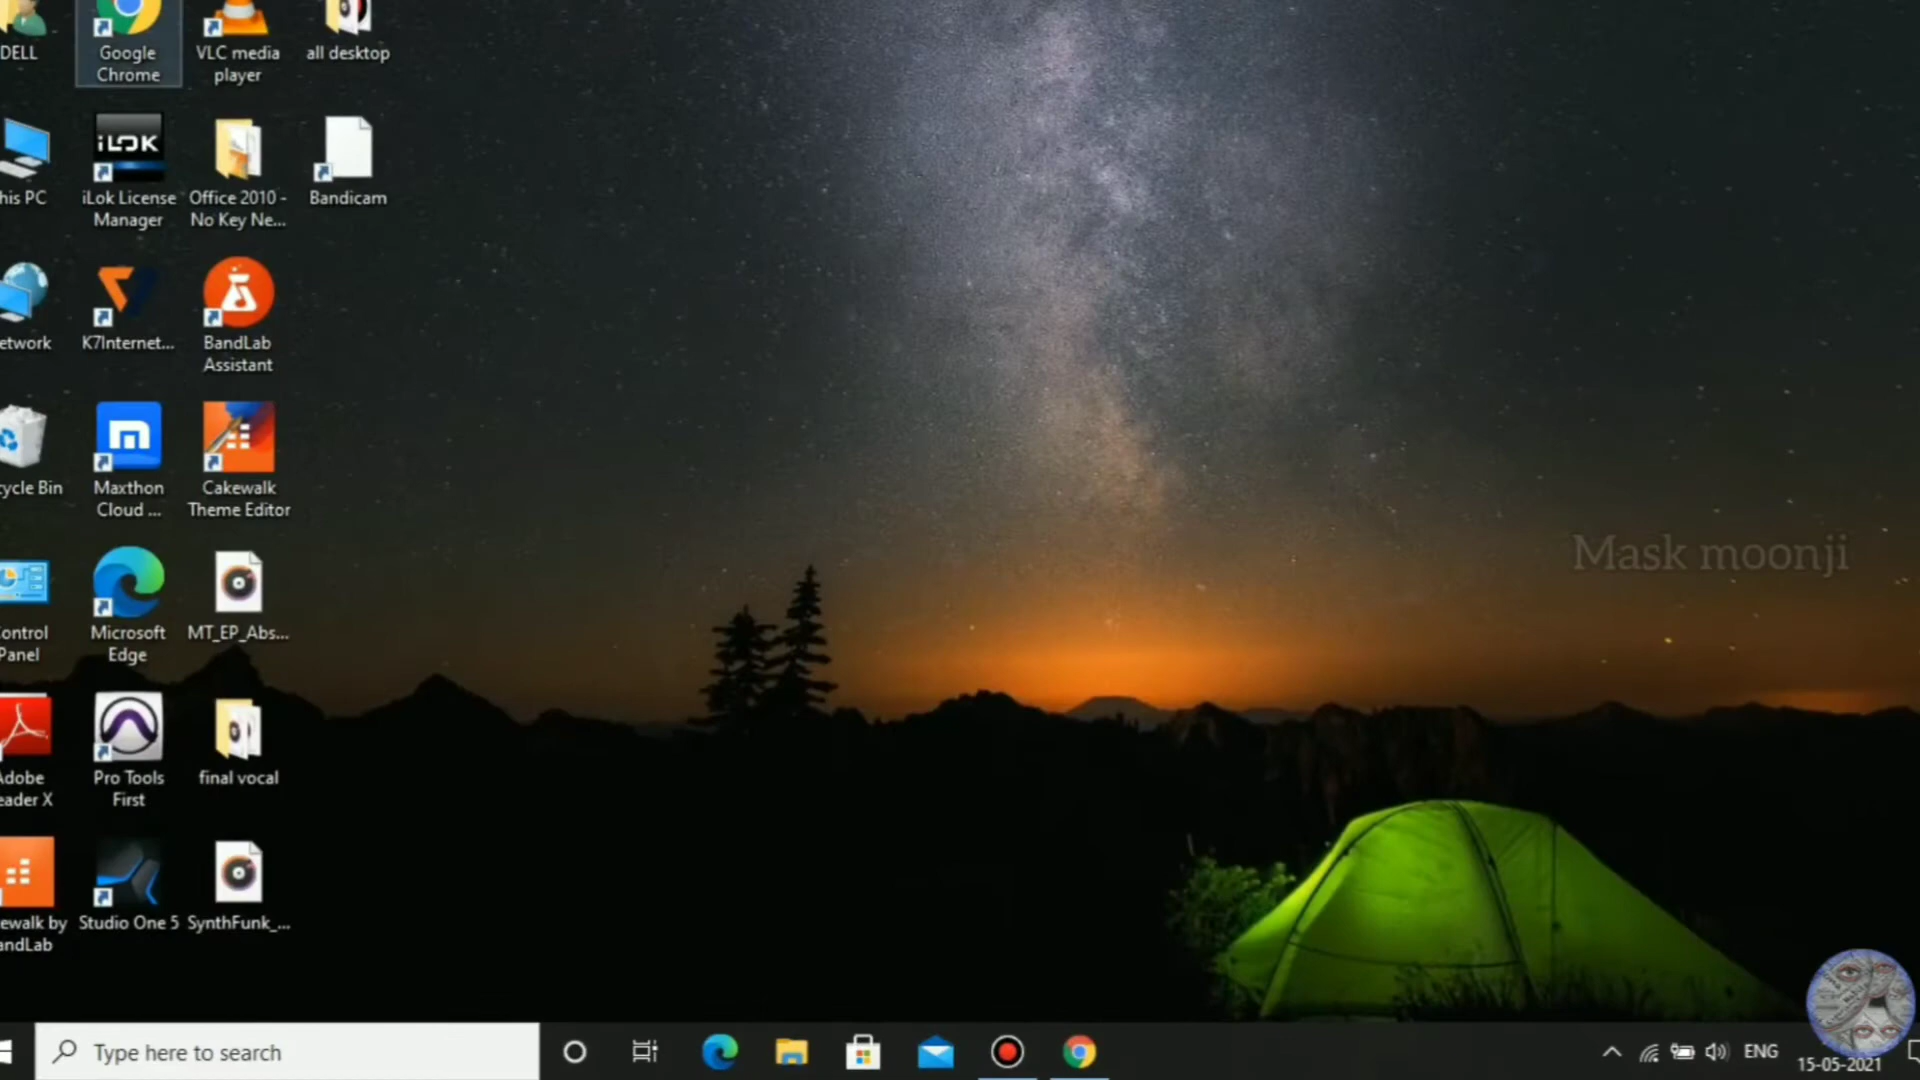 DELL
Google
Chrome
VLC media
player
all desktop
his PC
iLOK
iLok License
Manager
Office 2010 -
No Key Ne...
Bandicam
etwork
K7Internet...
BandLab
Assistant
ycle Bin
Maxthon
Cloud ...
Cakewalk
Theme Editor
ontrol
Panel
Microsoft
Edge
MT_EP_Abs...
Adobe
eader X
Pro Tools
First
final vocal
ewalk by
andLab
Studio One 5
SynthFunk_...
Mask moonji
Type here to search
ENG
15-05-2021